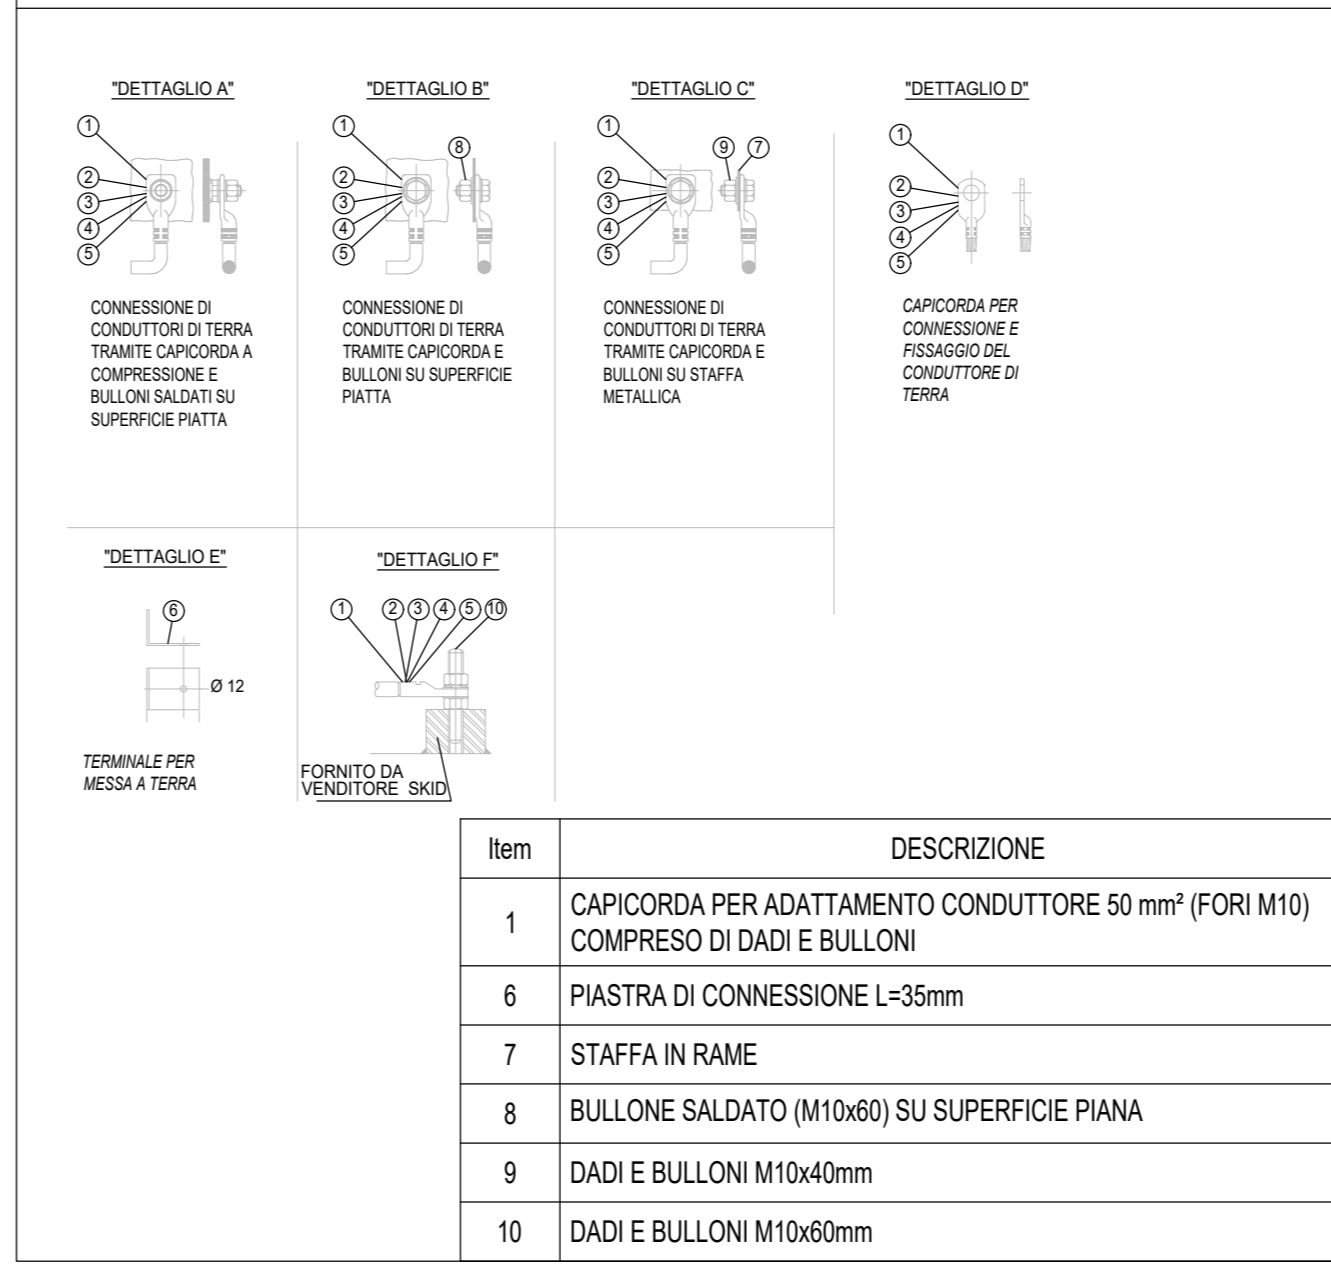 "DETTAGLIO A"
1
2
3
4
5
CONNESSIONE DI
CONDUTTORI DI TERRA
TRAMITE CAPICORDA A
COMPRESSIONE E
BULLONI SALDATI SU
SUPERFICIE PIATTA
"DETTAGLIO B"
1
8
2
3
4
5
CONNESSIONE DI
CONDUTTORI DI TERRA
TRAMITE CAPICORDA E
BULLONI SU SUPERFICIE
PIATTA
"DETTAGLIO C"
1
9 7
2
3
4
5
CONNESSIONE DI
CONDUTTORI DI TERRA
TRAMITE CAPICORDA E
BULLONI SU STAFFA
METALLICA
"DETTAGLIO D"
1
2
3
4
5
CAPICORDA PER
CONNESSIONE E
FISSAGGIO DEL
CONDUTTORE DI
TERRA
"DETTAGLIO E"
6
Ø 12
TERMINALE PER
MESSA A TERRA
"DETTAGLIO F"
1 2 3 4 5 10
FORNITO DA
VENDITORE SKID
Item DESCRIZIONE
1 CAPICORDA PER ADATTAMENTO CONDUTTORE 50 mm² (FORI M10)
COMPRESO DI DADI E BULLONI
6 PIASTRA DI CONNESSIONE L=35mm
7 STAFFA IN RAME
8 BULLONE SALDATO (M10x60) SU SUPERFICIE PIANA
9 DADI E BULLONI M10x40mm
10 DADI E BULLONI M10x60mm